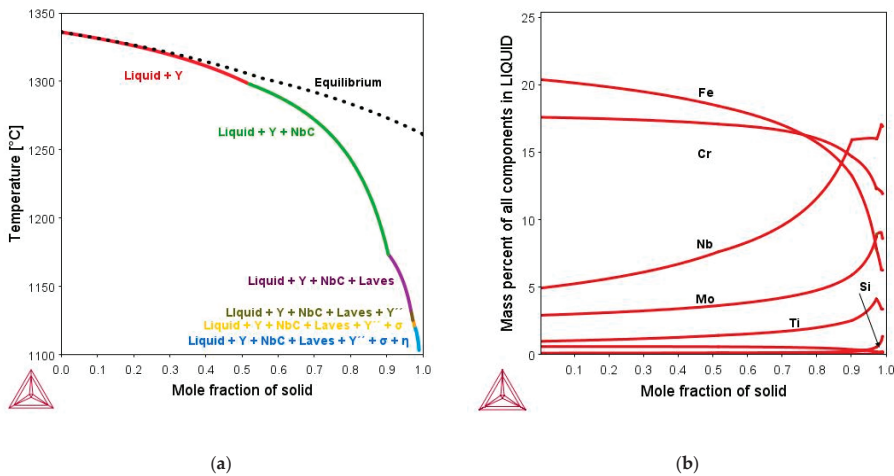 1350
1300
1250
1200
1150
1100
Temperature [°C]
Equilibrium
Liquid + Y
Liquid + Y + NbC
Liquid + Y + NbC + Laves
Liquid + Y + NbC + Laves + Y´´
Liquid + Y + NbC + Laves + Y´´ + σ
Liquid + Y + NbC + Laves + Y´´ + σ + η
0.0 0.1 0.2 0.3 0.4 0.5 0.6 0.7 0.8 0.9 1.0
Mole fraction of solid
(a)
25
20
15
10
5
0
Mass percent of all components in LIQUID
Fe
Cr
Nb
Mo
Si
Ti
0.1 0.2 0.3 0.4 0.5 0.6 0.7 0.8 0.9 1.0
Mole fraction of solid
(b)